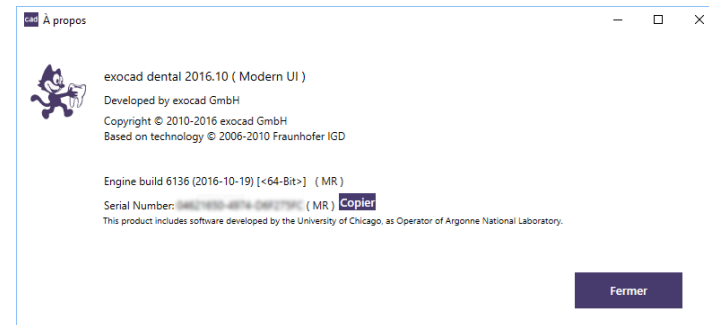 cad À propos
exocad dental 2016.10 ( Modern UI )
Developed by exocad GmbH
Copyright © 2010-2016 exocad GmbH
Based on technology © 2006-2010 Fraunhofer IGD
Engine build 6136 (2016-10-19) [<64-Bit>] ( MR )
Serial Number: ( MR ) Copier
This product includes software developed by the University of Chicago, as Operator of Argonne National Laboratory.
Fermer